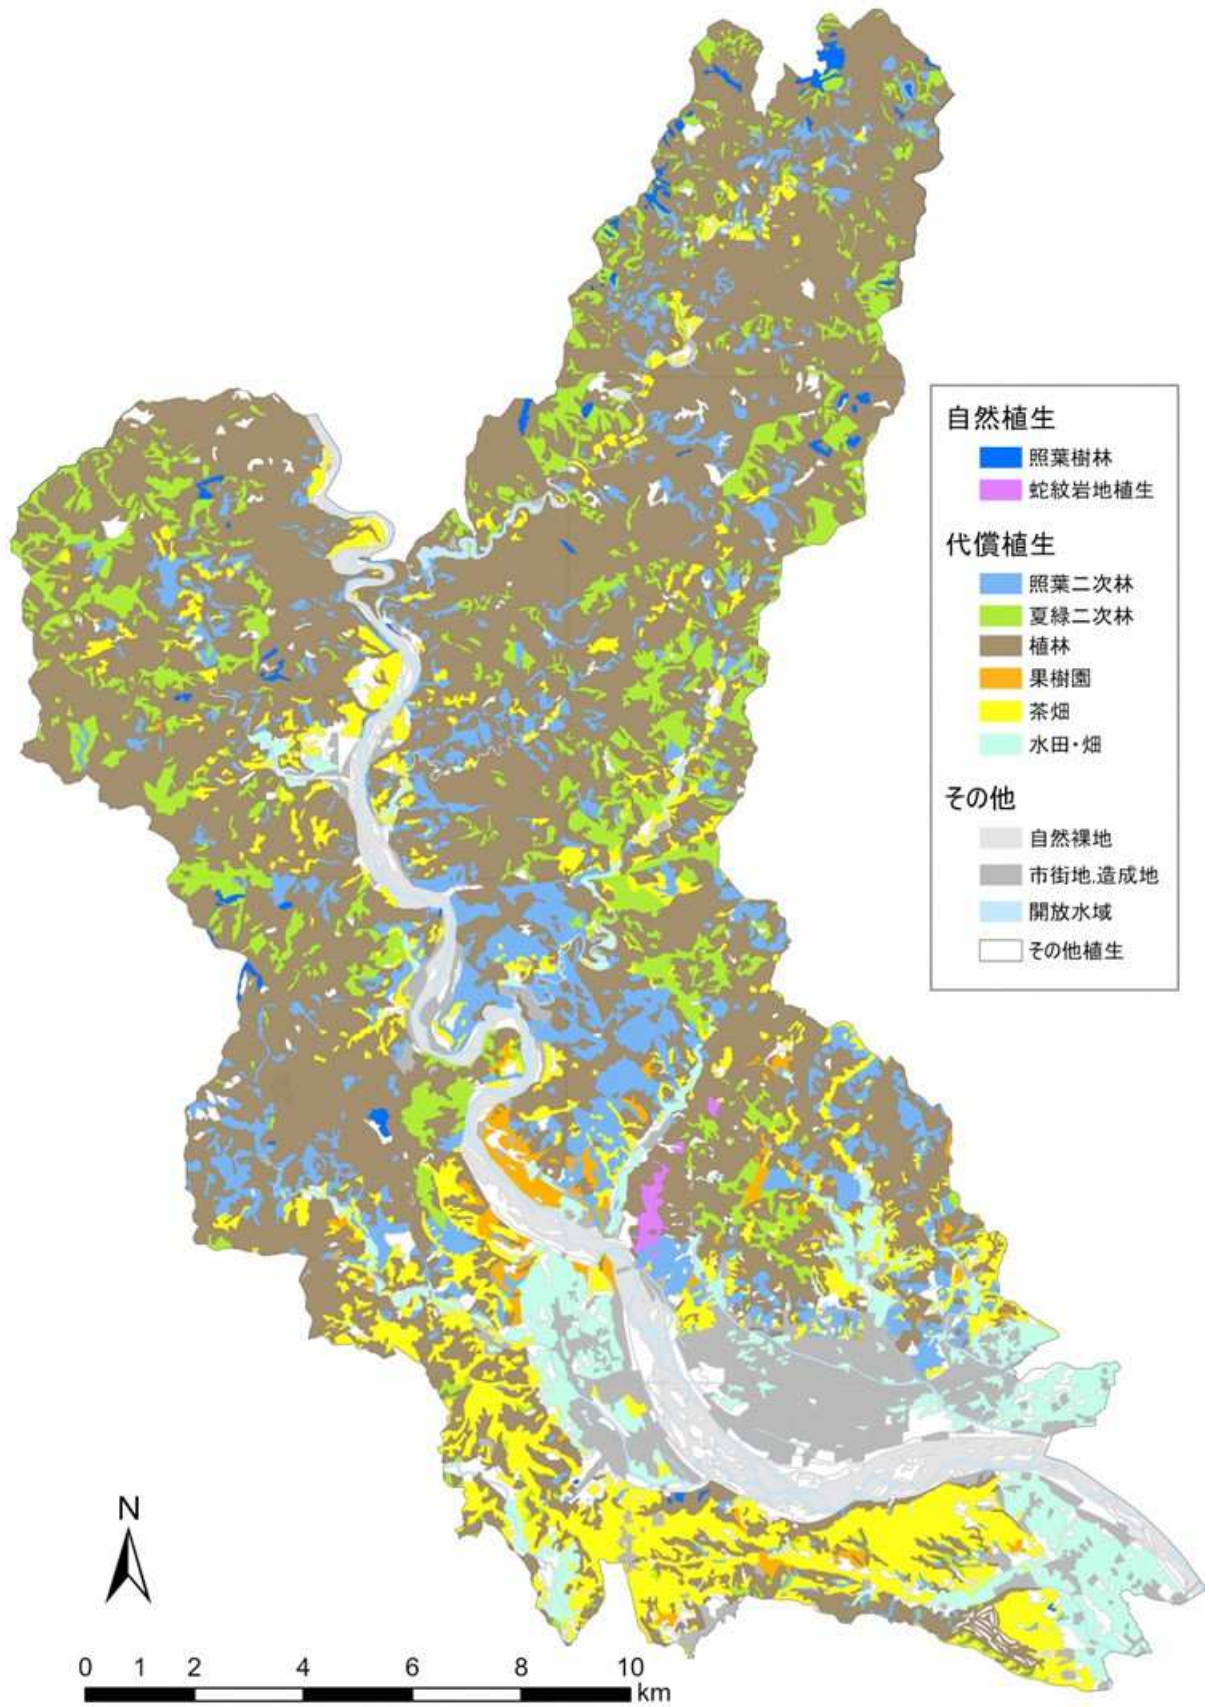 自然植生
照葉樹林
蛇紋岩地植生
代償植生
照葉二次林
夏緑二次林
植林
果樹園
茶畑
水田・畑
その他
自然裸地
市街地.造成地
開放水域
その他植生
N
0 1 2 4 6 8 10
km